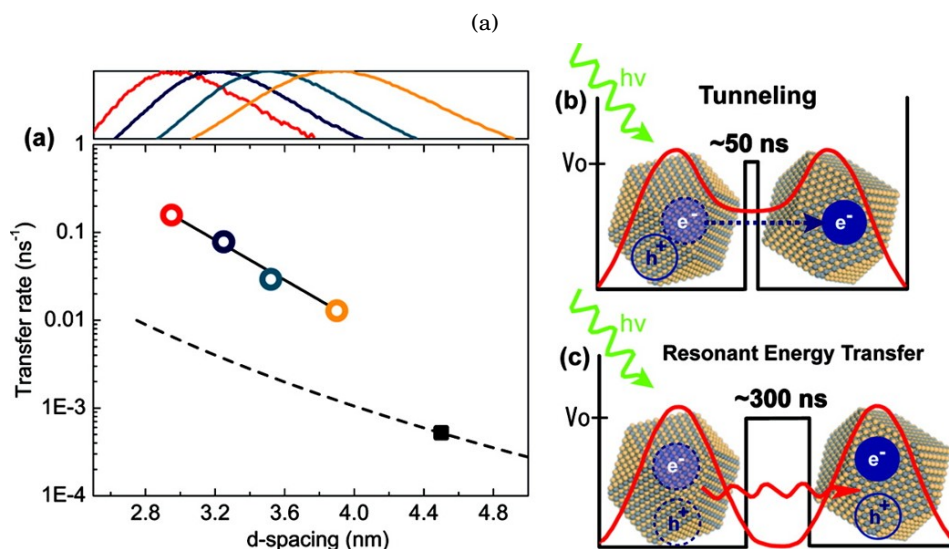 (a)
(a)
1
0.1
0.01
1E-3
1E-4
Transfer rate (ns⁻¹)
2.8 3.2 3.6 4.0 4.4 4.8
d-spacing (nm)
hν
(b)
Tunneling
~50 ns
Vo
e⁻
h⁺
e⁻
hν
(c)
Resonant Energy Transfer
~300 ns
Vo
e⁻
h⁺
e⁻
h⁺